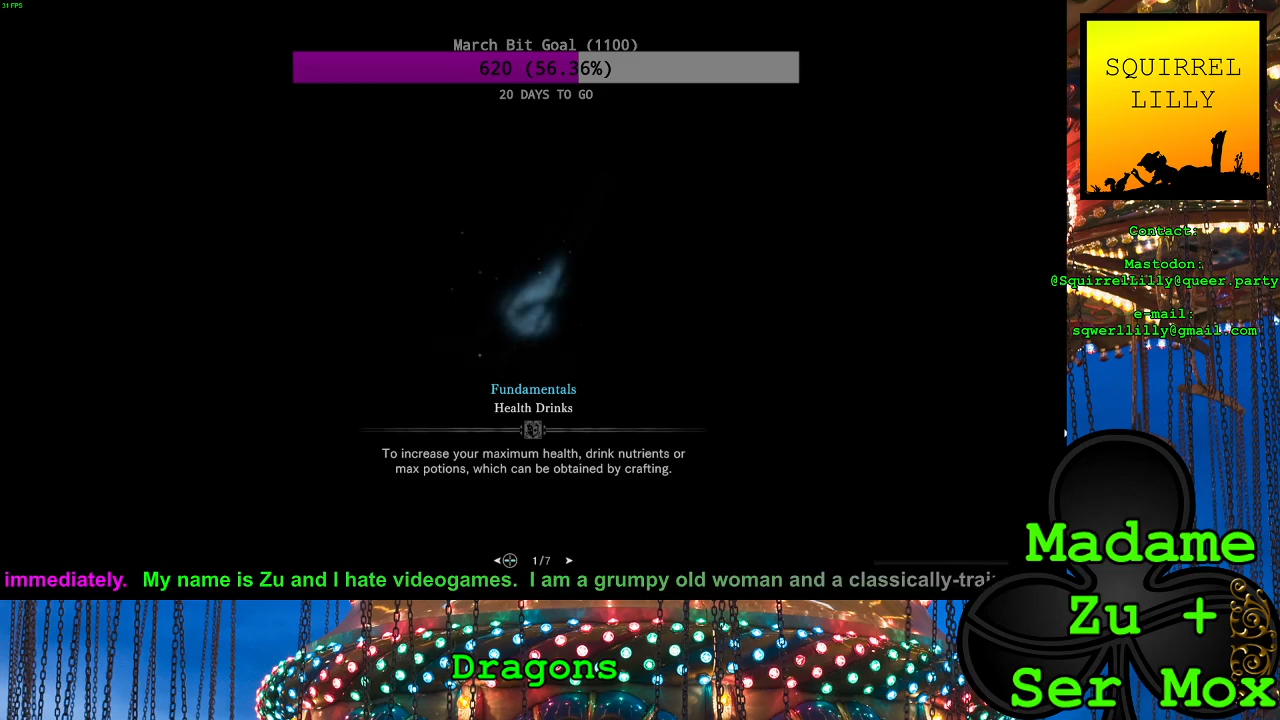 31 FPS
March Bit Goal (1100)
620 (56.36%)
20 DAYS TO GO
SQUIRREL
LILLY
Contact:
Mastodon:
@SquirrelLilly@queer.party
e-mail:
sqwerllilly@gmail.com
Fundamentals
Health Drinks
To increase your maximum health, drink nutrients or
max potions, which can be obtained by crafting.
1/7
immediately. My name is Zu and I hate videogames. I am a grumpy old woman and a classically-trai
Madame
Zu +
Ser Mox
Dragons